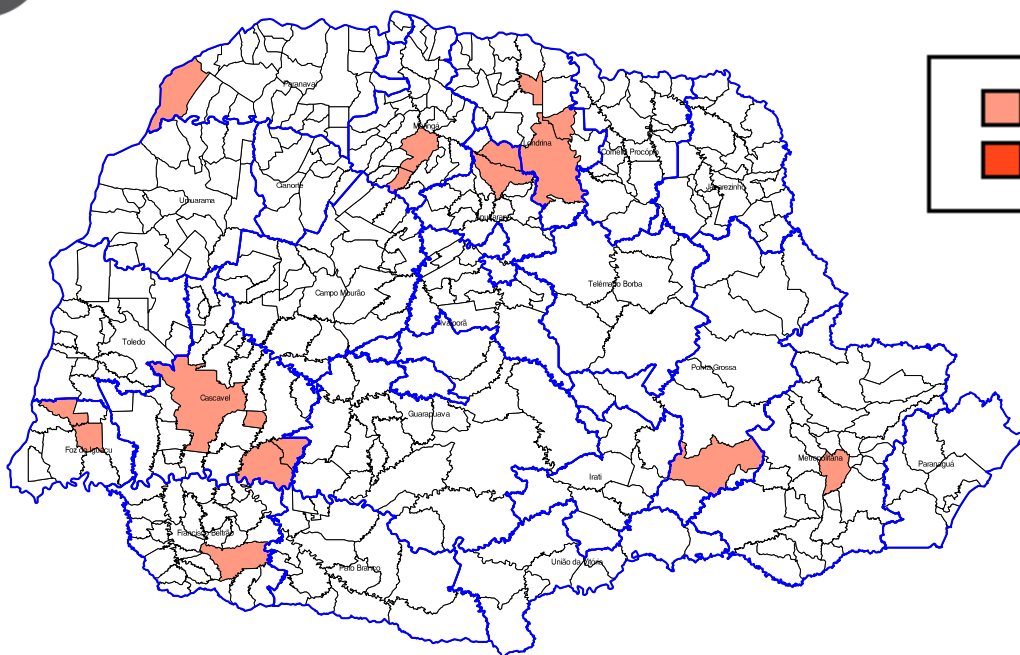 Paranavaí
Maringá
Londrina
Cornélio Procópio
Jacarezinho
Cianorte
Umuarama
Apucarana
Telêmaco Borba
Campo Mourão
Ivaiporã
Toledo
Ponta Grossa
Cascavel
Guarapuava
Foz do Iguaçu
Metropolitana
Paranaguá
Irati
Francisco Beltrão
Pato Branco
União da Vitória